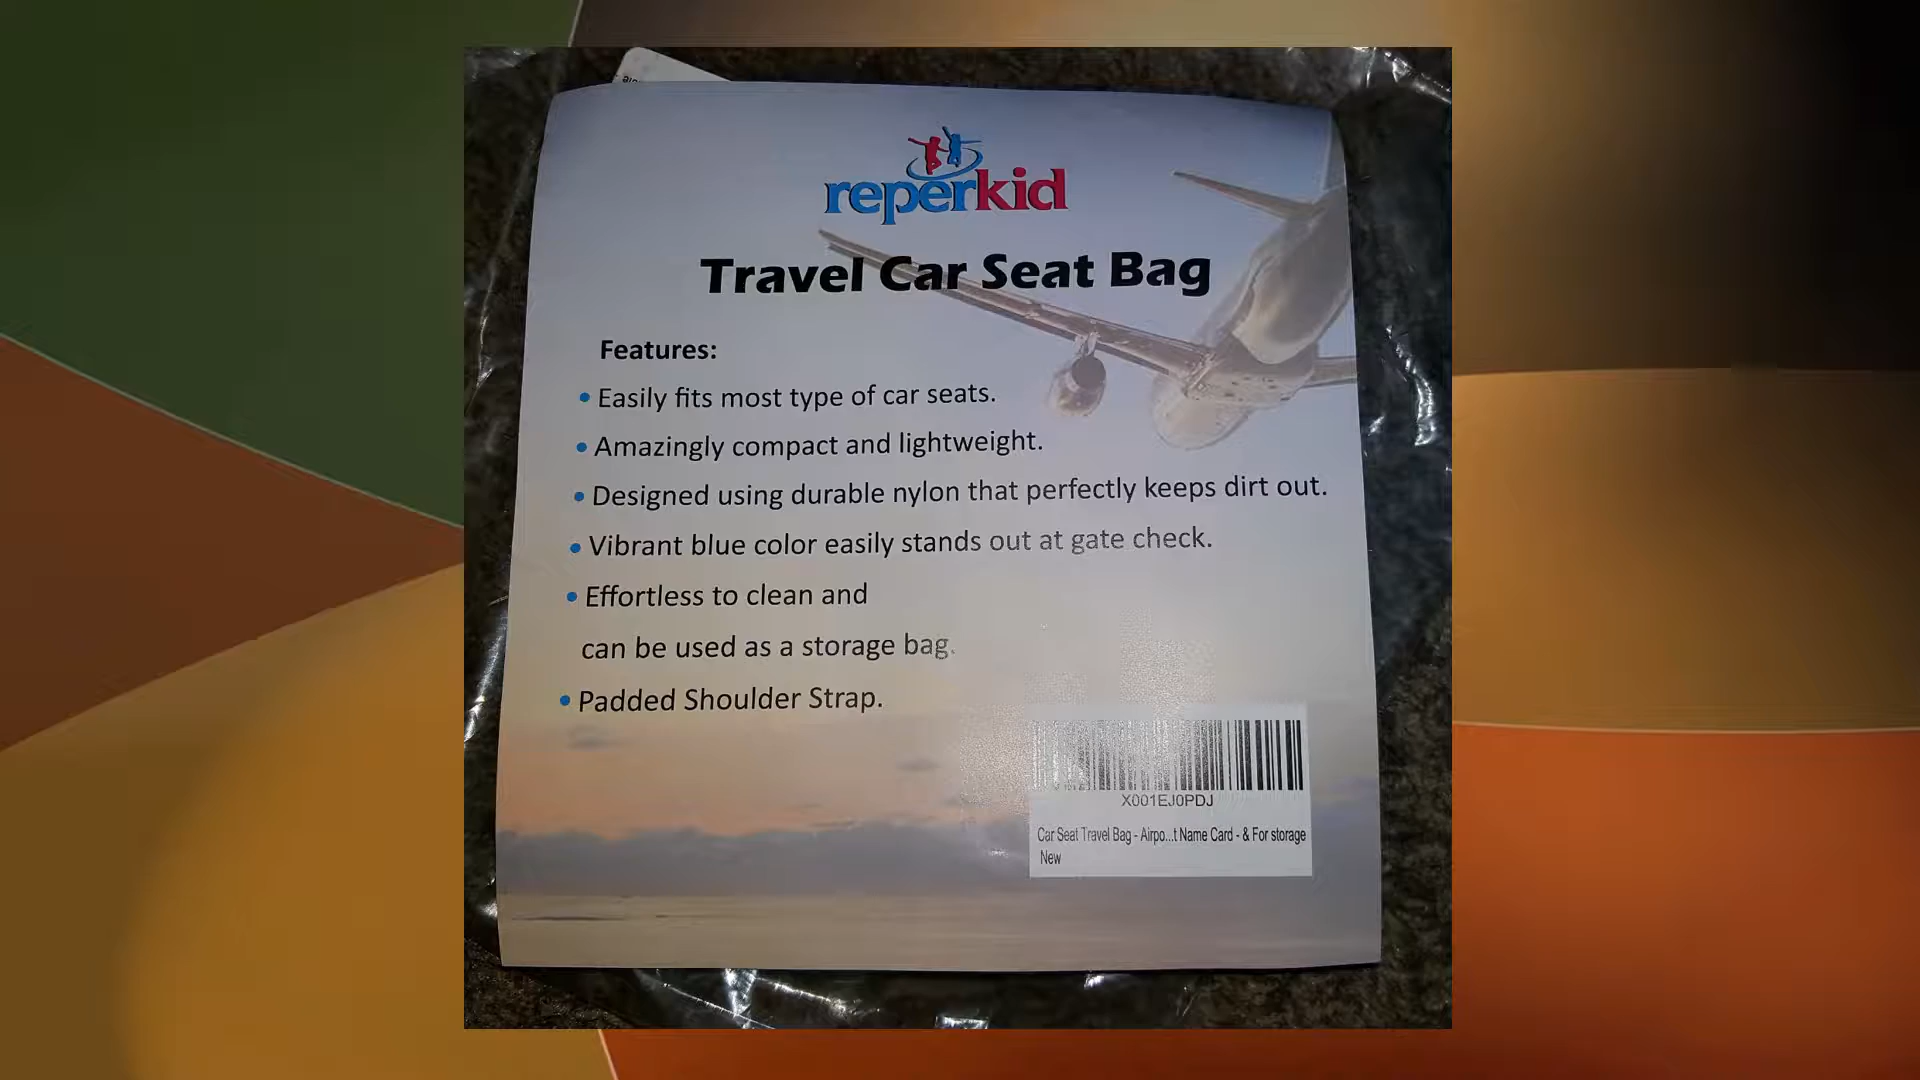 reperkid
Travel Car Seat Bag
Features:
• Easily fits most type of car seats.
• Amazingly compact and lightweight.
• Designed using durable nylon that perfectly keeps dirt out.
• Vibrant blue color easily stands out at gate check.
• Effortless to clean and
can be used as a storage bag.
• Padded Shoulder Strap.
X001EJ0PDJ
Car Seat Travel Bag - Airpo...t Name Card - & For storage
New